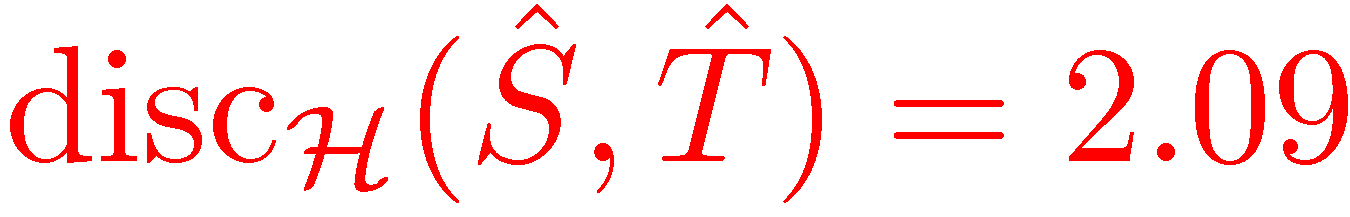 disc_ℋ(Ŝ, T̂) = 2.09